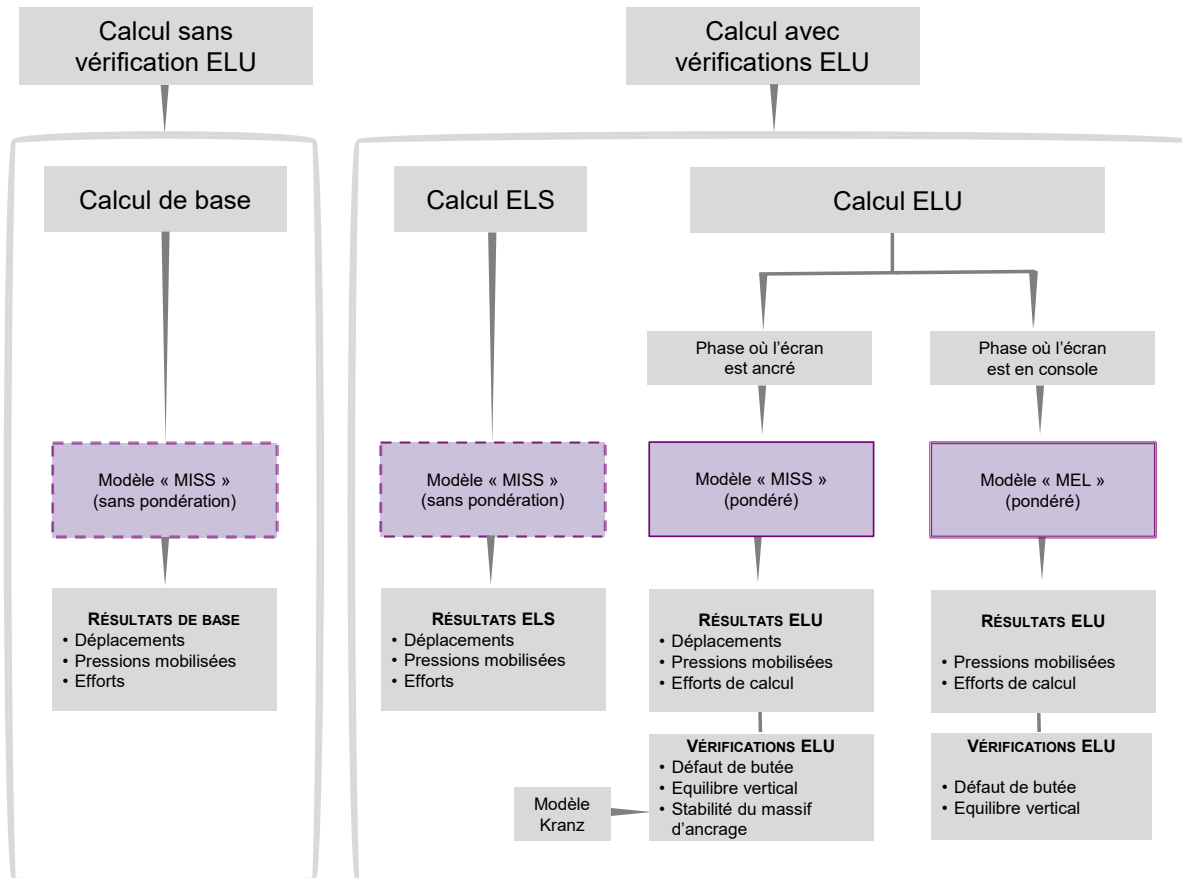 Calcul sans
vérification ELU
Calcul avec
vérifications ELU
Calcul de base
Calcul ELS
Calcul ELU
Phase où l’écran
est ancré
Phase où l’écran
est en console
Modèle « MISS »
(sans pondération)
Modèle « MISS »
(sans pondération)
Modèle « MISS »
(pondéré)
Modèle « MEL »
(pondéré)
RÉSULTATS DE BASE
• Déplacements
• Pressions mobilisées
• Efforts
RÉSULTATS ELS
• Déplacements
• Pressions mobilisées
• Efforts
RÉSULTATS ELU
• Déplacements
• Pressions mobilisées
• Efforts de calcul
RÉSULTATS ELU
• Pressions mobilisées
• Efforts de calcul
Modèle
Kranz
VÉRIFICATIONS ELU
• Défaut de butée
• Equilibre vertical
• Stabilité du massif
d’ancrage
VÉRIFICATIONS ELU
• Défaut de butée
• Equilibre vertical